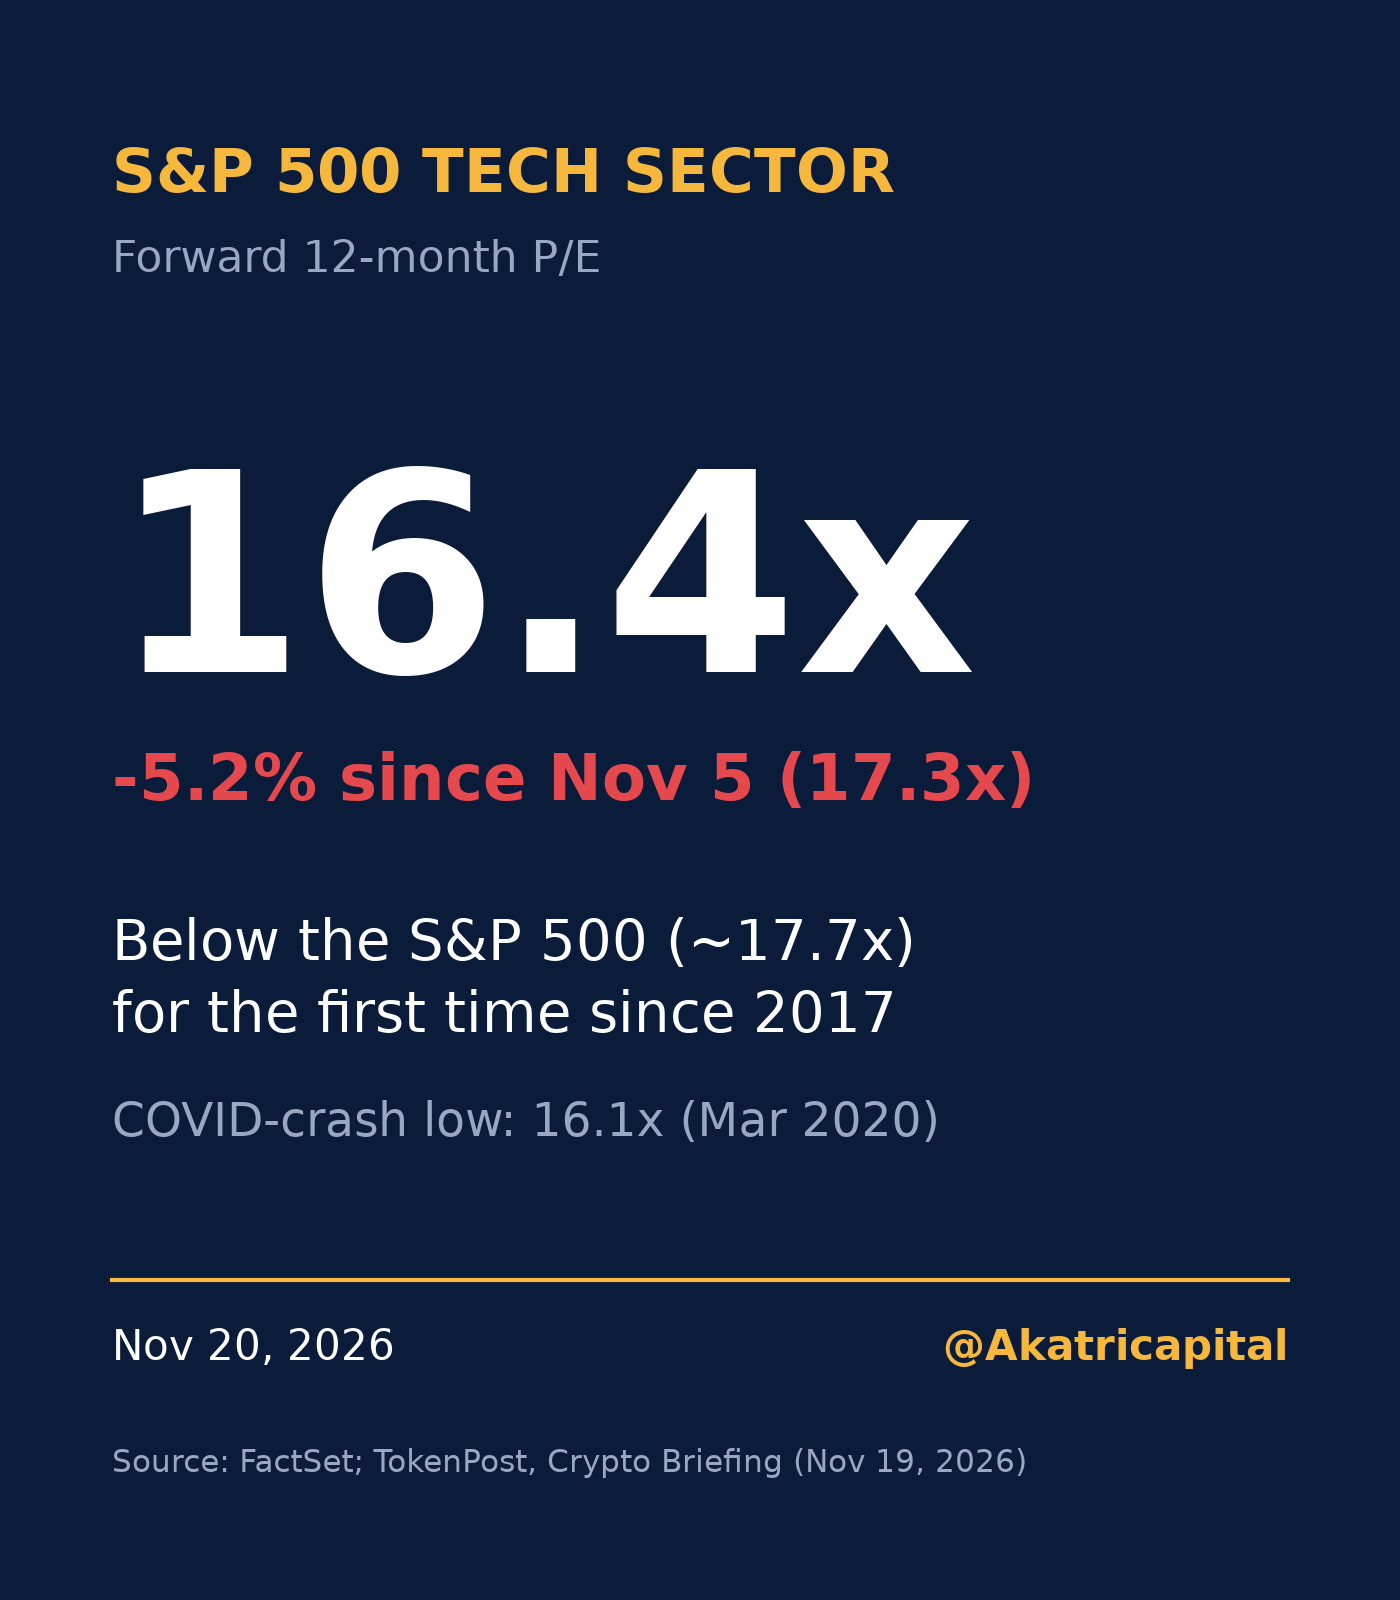 S&P 500 TECH SECTOR
Forward 12-month P/E
16.4x
-5.2% since Nov 5 (17.3x)
Below the S&P 500 (~17.7x)
for the first time since 2017
COVID-crash low: 16.1x (Mar 2020)
Nov 20, 2026
@Akatricapital
Source: FactSet; TokenPost, Crypto Briefing (Nov 19, 2026)